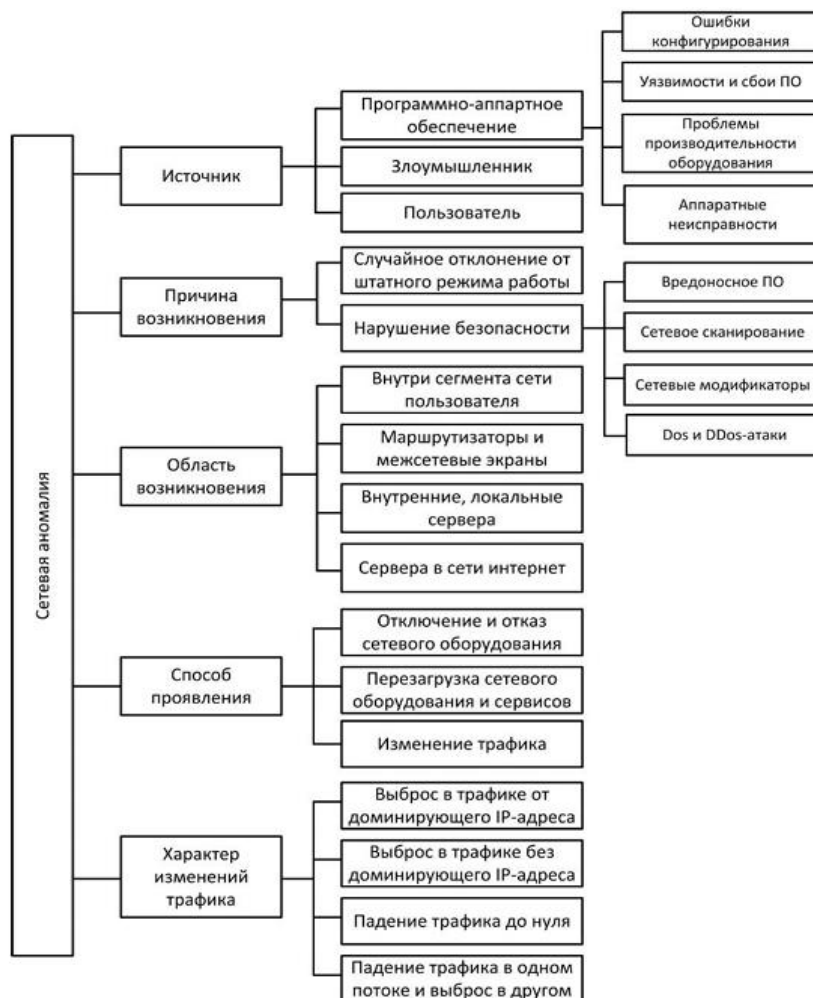 Сетевая аномалия
Источник
Программно-аппартное
обеспечение
Ошибки
конфигурирования
Уязвимости и сбои ПО
Проблемы
производительности
оборудования
Аппаратные
неисправности
Злоумышленник
Пользователь
Причина
возникновения
Случайное отклонение от
штатного режима работы
Нарушение безопасности
Вредоносное ПО
Сетевое сканирование
Сетевые модификаторы
Dos и DDos-атаки
Область
возникновения
Внутри сегмента сети
пользователя
Маршрутизаторы и
межсетевые экраны
Внутренние, локальные
сервера
Сервера в сети интернет
Способ
проявления
Отключение и отказ
сетевого оборудования
Перезагрузка сетевого
оборудования и сервисов
Изменение трафика
Характер
изменений
трафика
Выброс в трафике от
доминирующего IP-адреса
Выброс в трафике без
доминирующего IP-адреса
Падение трафика до нуля
Падение трафика в одном
потоке и выброс в другом